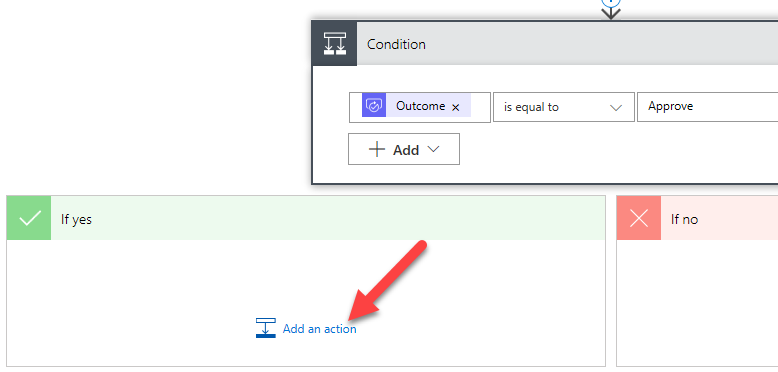 Condition
Outcome x
is equal to
Approve
Add
If yes
If no
Add an action